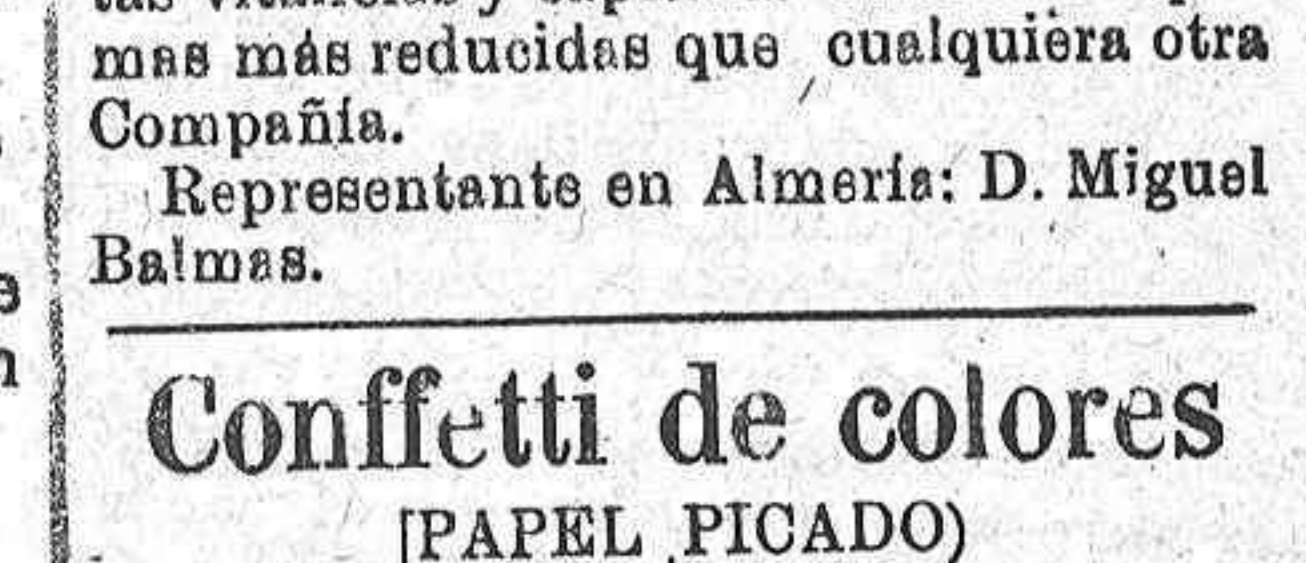 mas más reducidas que cualquiera otra
Compañía.
Representante en Almería: D. Miguel
Balmas.
Conffetti de colores
[PAPEL PICADO)